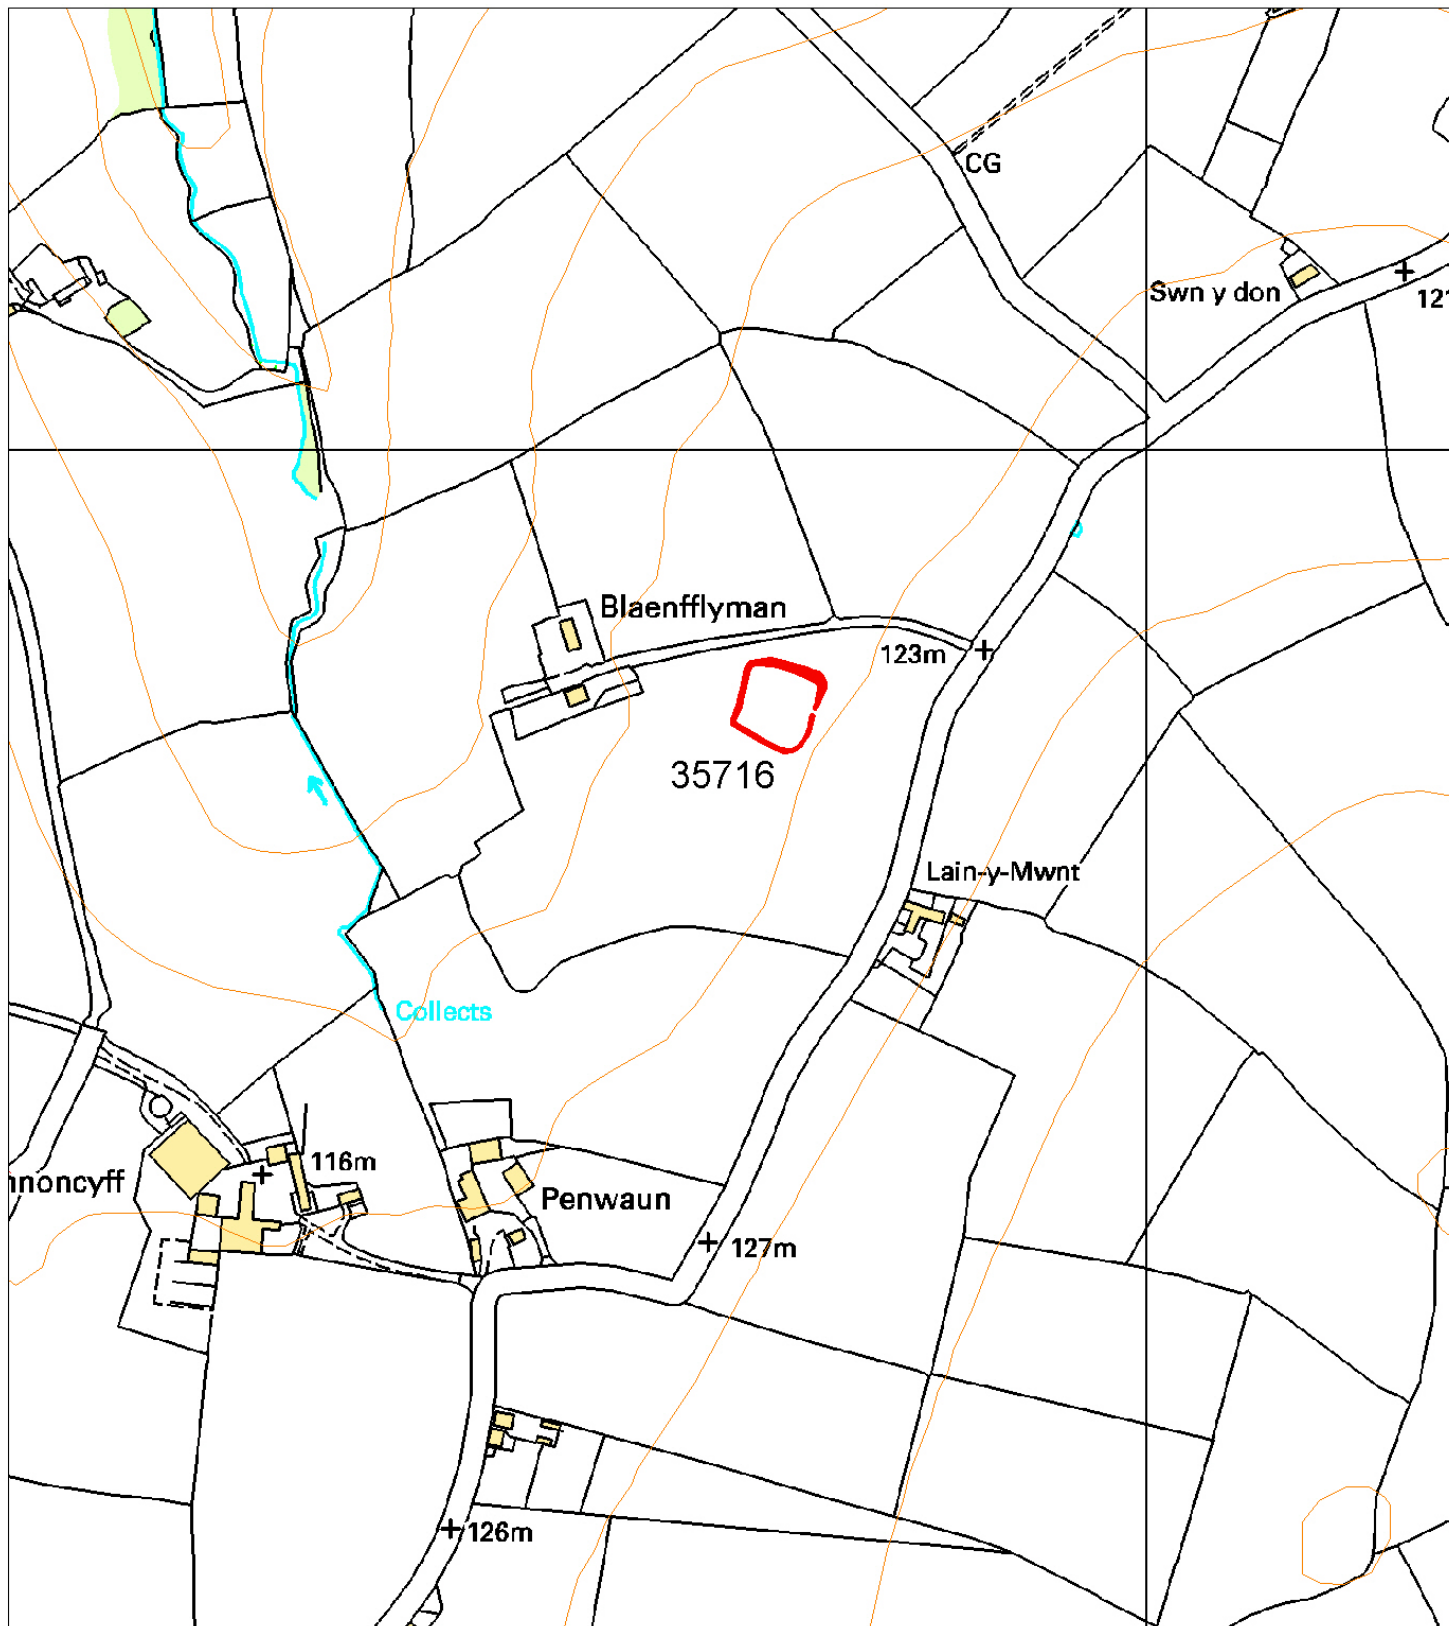 CG
Swn y don
121
Blaenfflyman
123m
35716
Lain-y-Mwnt
Collects
116m
nnoncyff
Penwaun
127m
126m